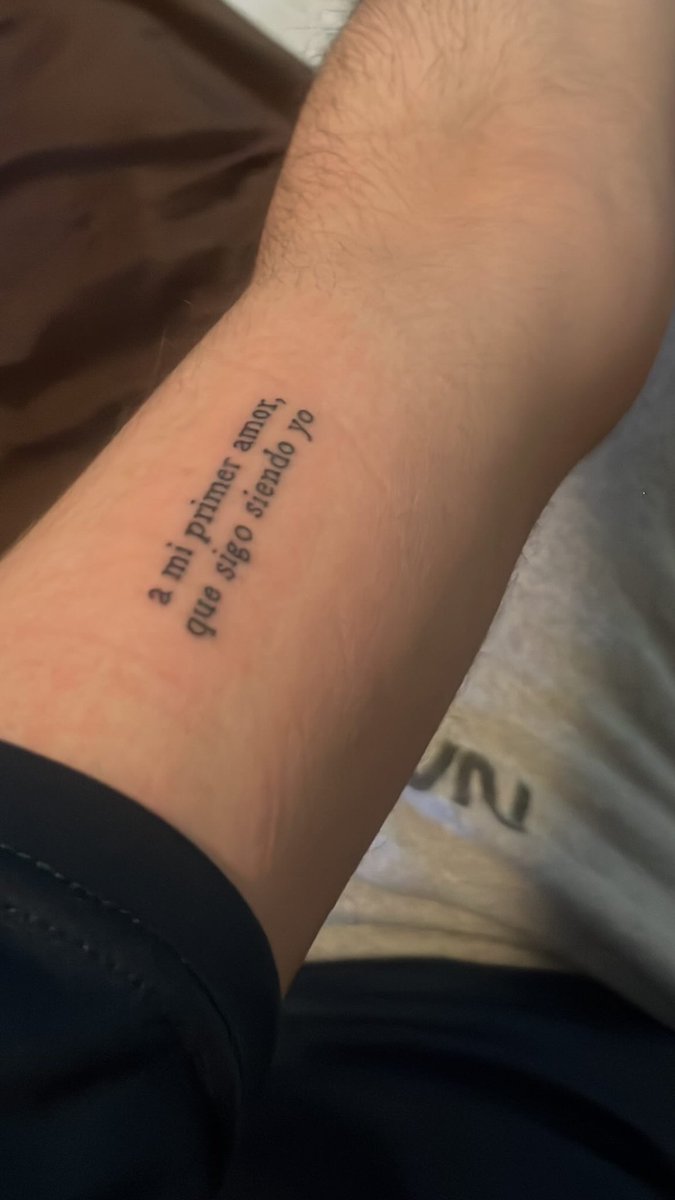 a mi primer amor,
que sigo siendo yo